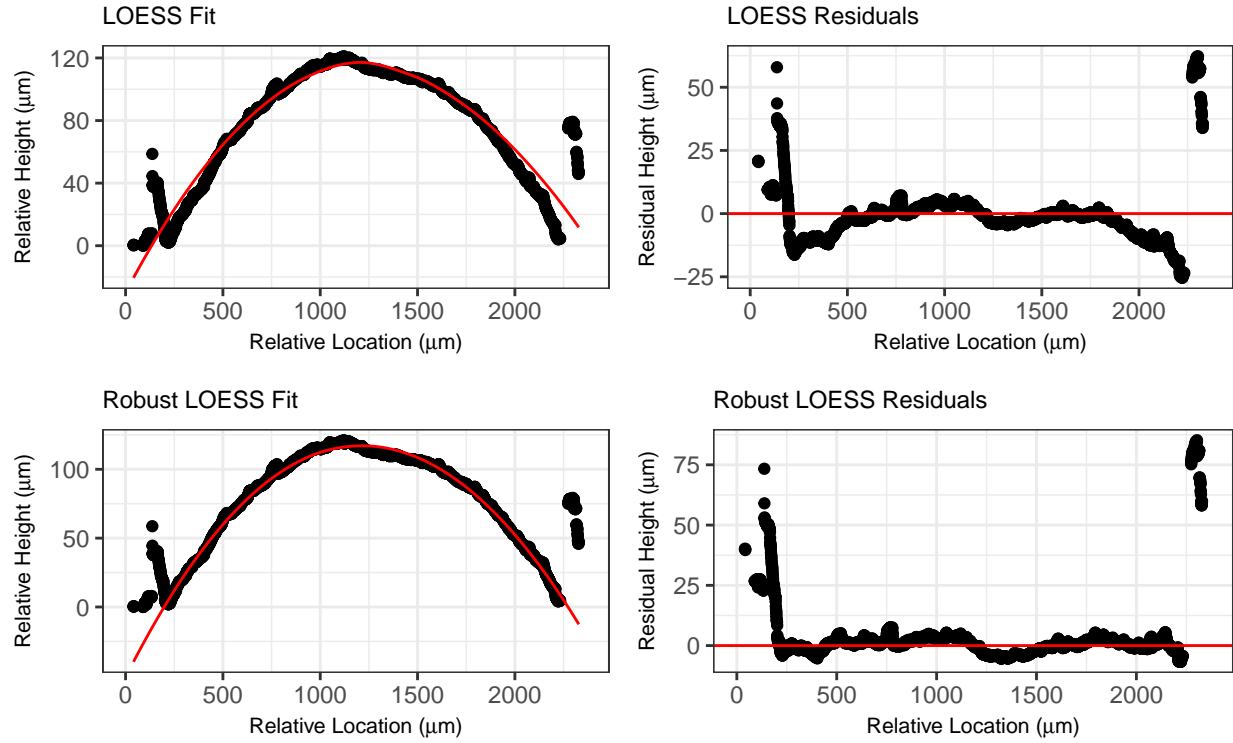 LOESS Fit
Relative Height (μm)
120
80
40
0
0 500 1000 1500 2000
Relative Location (μm)
LOESS Residuals
Residual Height (μm)
50
25
0
−25
0 500 1000 1500 2000
Relative Location (μm)
Robust LOESS Fit
Relative Height (μm)
100
50
0
0 500 1000 1500 2000
Relative Location (μm)
Robust LOESS Residuals
Residual Height (μm)
75
50
25
0
0 500 1000 1500 2000
Relative Location (μm)